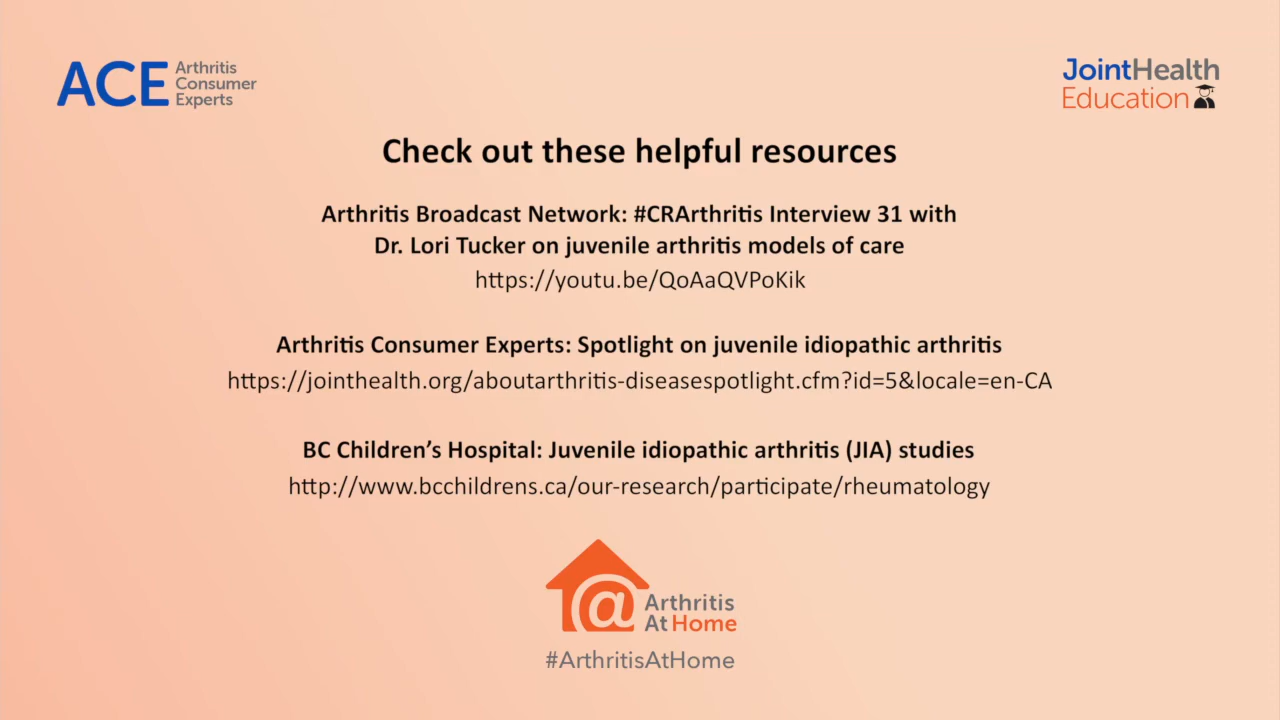 ACE Arthritis
Consumer
Experts
JointHealth
Education
Check out these helpful resources
Arthritis Broadcast Network: #CRArthritis Interview 31 with
Dr. Lori Tucker on juvenile arthritis models of care
https://youtu.be/QoAaQVPoKik
Arthritis Consumer Experts: Spotlight on juvenile idiopathic arthritis
https://jointhealth.org/aboutarthritis-diseasespotlight.cfm?id=5&locale=en-CA
BC Children’s Hospital: Juvenile idiopathic arthritis (JIA) studies
http://www.bcchildrens.ca/our-research/participate/rheumatology
@ Arthritis
At Home
#ArthritisAtHome